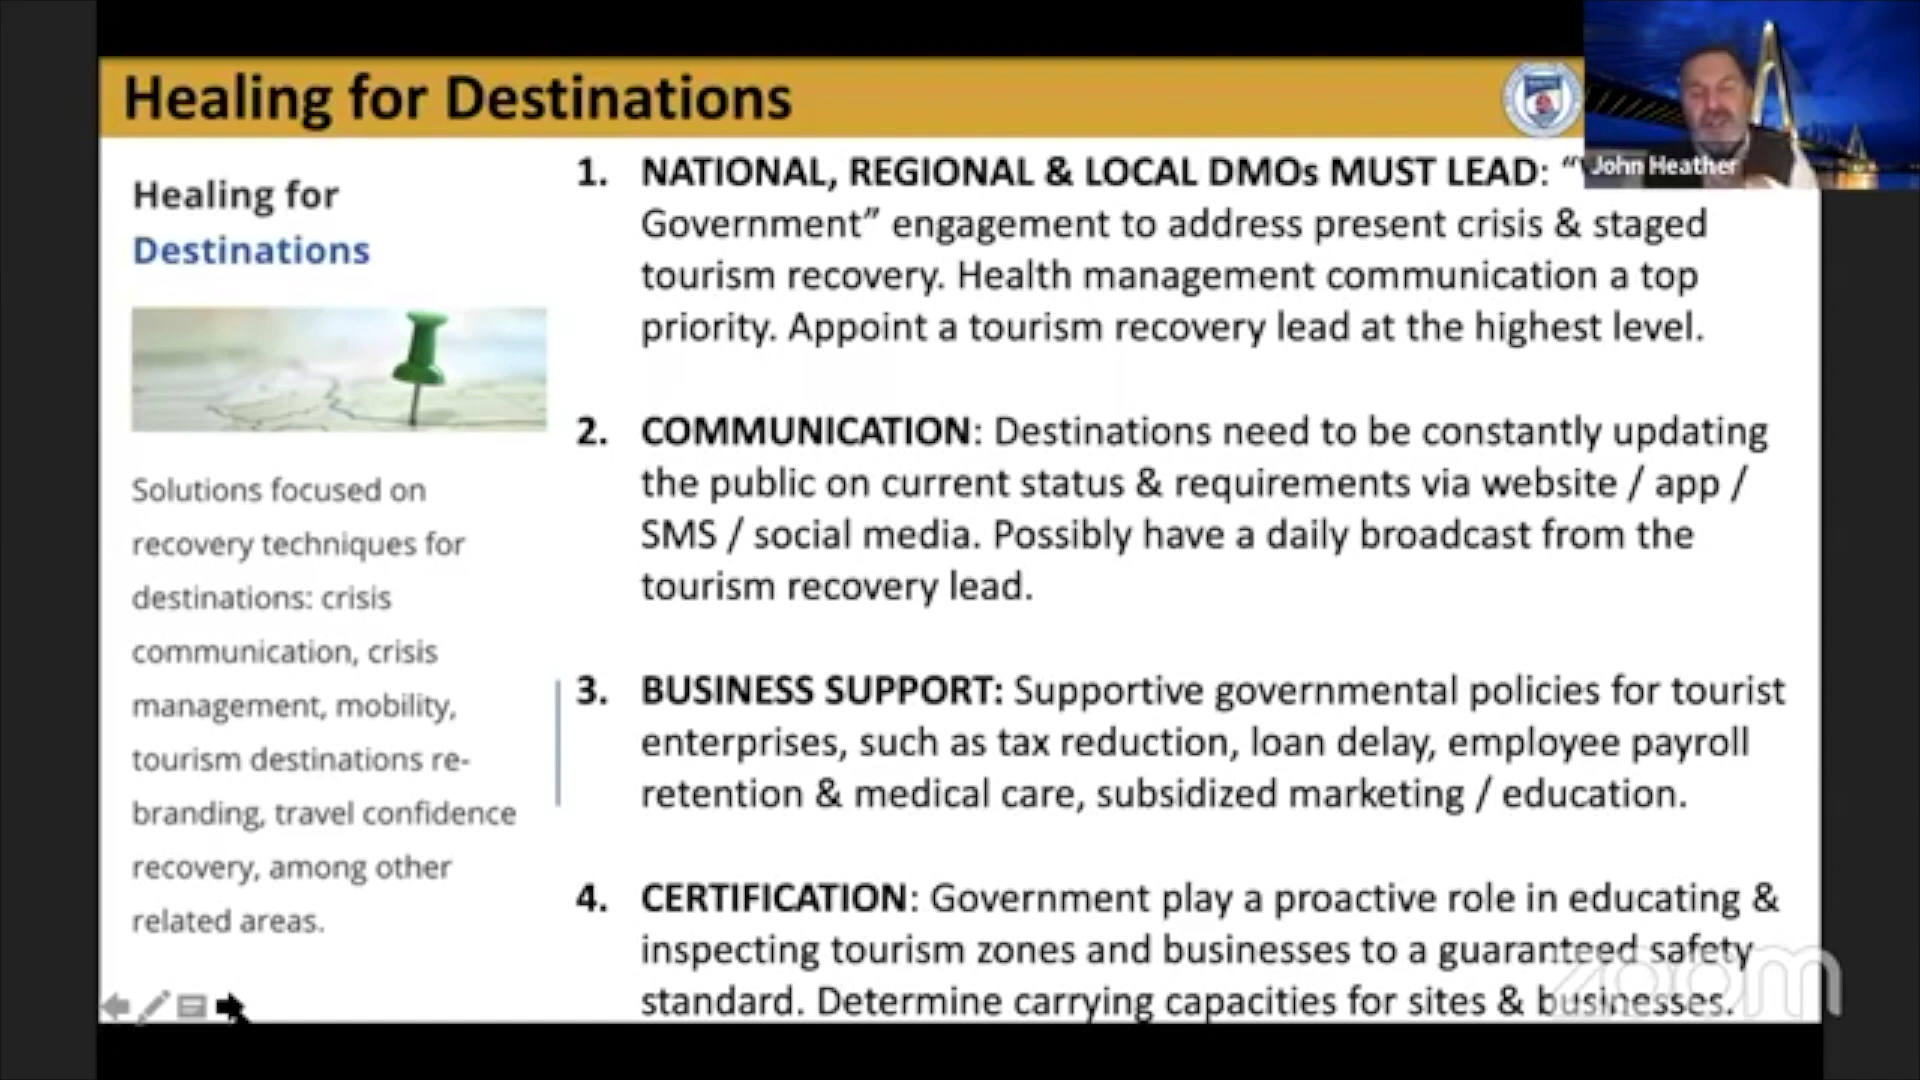 Healing for Destinations
John Heather
Healing for
Destinations
Solutions focused on
recovery techniques for
destinations: crisis
communication, crisis
management, mobility,
tourism destinations re-
branding, travel confidence
recovery, among other
related areas.
1. NATIONAL, REGIONAL & LOCAL DMOs MUST LEAD: “
Government” engagement to address present crisis & staged
tourism recovery. Health management communication a top
priority. Appoint a tourism recovery lead at the highest level.
2. COMMUNICATION: Destinations need to be constantly updating
the public on current status & requirements via website / app /
SMS / social media. Possibly have a daily broadcast from the
tourism recovery lead.
3. BUSINESS SUPPORT: Supportive governmental policies for tourist
enterprises, such as tax reduction, loan delay, employee payroll
retention & medical care, subsidized marketing / education.
4. CERTIFICATION: Government play a proactive role in educating &
inspecting tourism zones and businesses to a guaranteed safety
standard. Determine carrying capacities for sites & businesses.
zoom